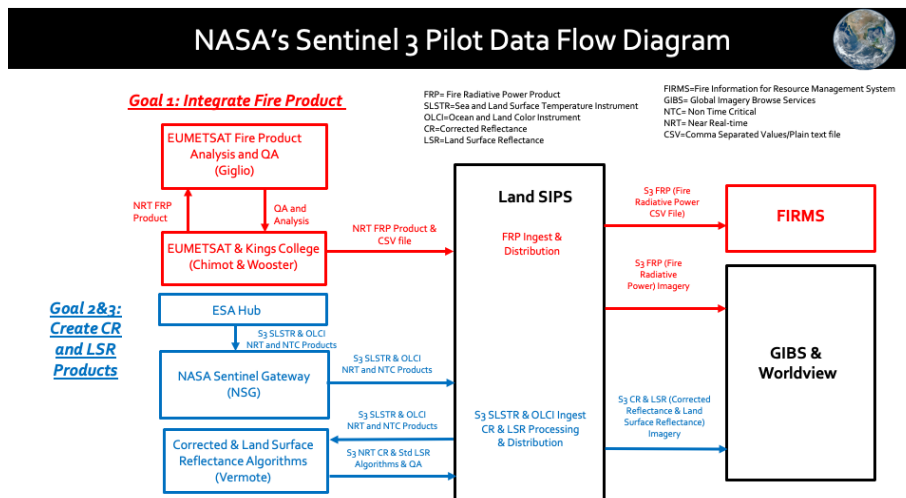 NASA's Sentinel 3 Pilot Data Flow Diagram
Goal 1: Integrate Fire Product
FRP= Fire Radiative Power Product
SLSTR=Sea and Land Surface Temperature Instrument
OLCI=Ocean and Land Color Instrument
CR=Corrected Reflectance
LSR=Land Surface Reflectance
FIRMS=Fire Information for Resource Management System
GIBS= Global Imagery Browse Services
NTC= Non Time Critical
NRT= Near Real-time
CSV=Comma Separated Values/Plain text file
EUMETSAT Fire Product
Analysis and QA
(Giglio)
NRT FRP
Product
QA and
Analysis
EUMETSAT & Kings College
(Chimot & Wooster)
NRT FRP Product &
CSV file
Land SIPS
FRP Ingest &
Distribution
S3 FRP (Fire
Radiative Power
CSV File)
FIRMS
S3 FRP (Fire
Radiative
Power) Imagery
GIBS &
Worldview
Goal 2&3:
Create CR
and LSR
Products
ESA Hub
S3 SLSTR & OLCI
NRT and NTC Products
NASA Sentinel Gateway
(NSG)
S3 SLSTR & OLCI
NRT and NTC Products
S3 SLSTR & OLCI
NRT and NTC Products
Corrected & Land Surface
Reflectance Algorithms
(Vermote)
S3 NRT CR & Std LSR
Algorithms & QA
S3 SLSTR & OLCI Ingest
CR & LSR Processing
& Distribution
S3 CR & LSR (Corrected
Reflectance & Land
Surface Reflectance)
Imagery